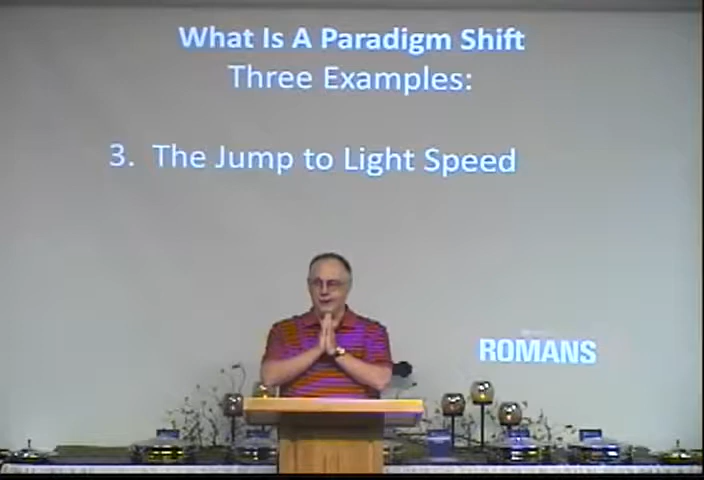 What Is A Paradigm Shift
Three Examples:
3. The Jump to Light Speed
ROMANS